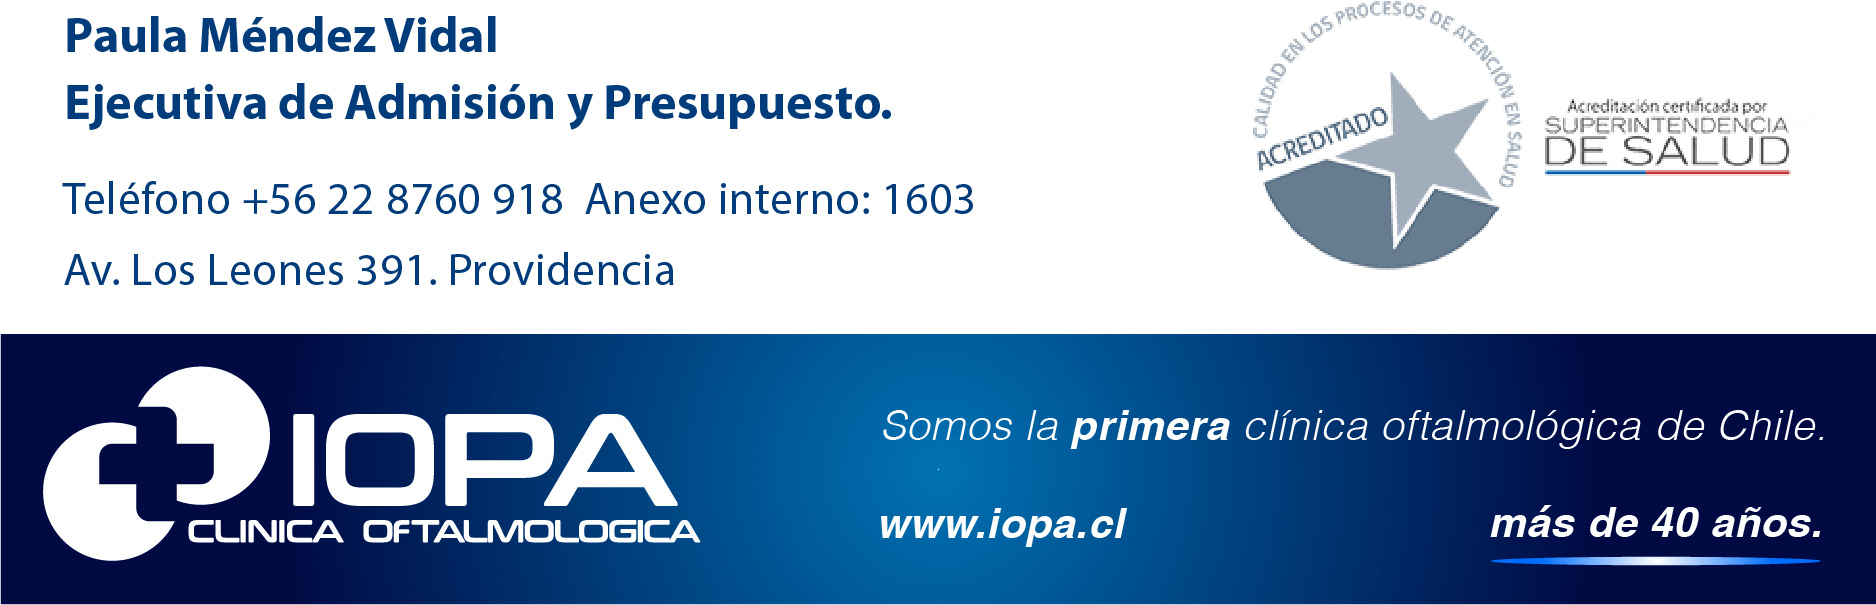 Paula Méndez Vidal
Ejecutiva de Admisión y Presupuesto.
Teléfono +56 22 8760 918 Anexo interno: 1603
Av. Los Leones 391. Providencia
CALIDAD EN LOS PROCESOS DE ATENCIÓN EN SALUD
ACREDITADO
Acreditación certificada por
SUPERINTENDENCIA
DE SALUD
IOPA
CLINICA OFTALMOLOGICA
Somos la primera clínica oftalmológica de Chile.
www.iopa.cl
más de 40 años.